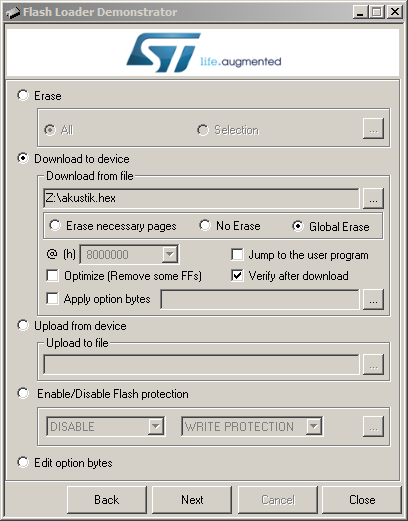 Flash Loader Demonstrator
ST
life.augmented
Erase
All Selection ...
Download to device
Download from file
Z:\akustik.hex ...
Erase necessary pages No Erase Global Erase
@ (h) 8000000 Jump to the user program
Optimize (Remove some FFs) Verify after download
Apply option bytes ...
Upload from device
Upload to file
...
Enable/Disable Flash protection
DISABLE WRITE PROTECTION ...
Edit option bytes
Back Next Cancel Close